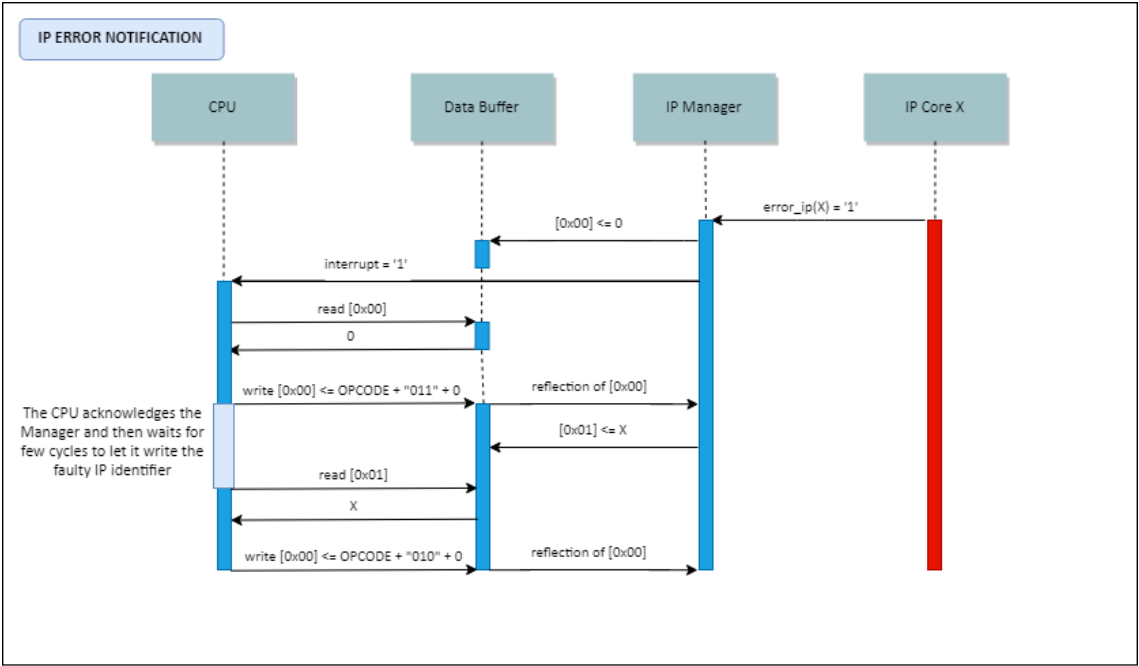 IP ERROR NOTIFICATION
CPU
Data Buffer
IP Manager
IP Core X
error_ip(X) = '1'
[0x00] <= 0
interrupt = '1'
read [0x00]
0
write [0x00] <= OPCODE + "011" + 0
reflection of [0x00]
The CPU acknowledges the
Manager and then waits for
few cycles to let it write the
faulty IP identifier
[0x01] <= X
read [0x01]
X
write [0x00] <= OPCODE + "010" + 0
reflection of [0x00]